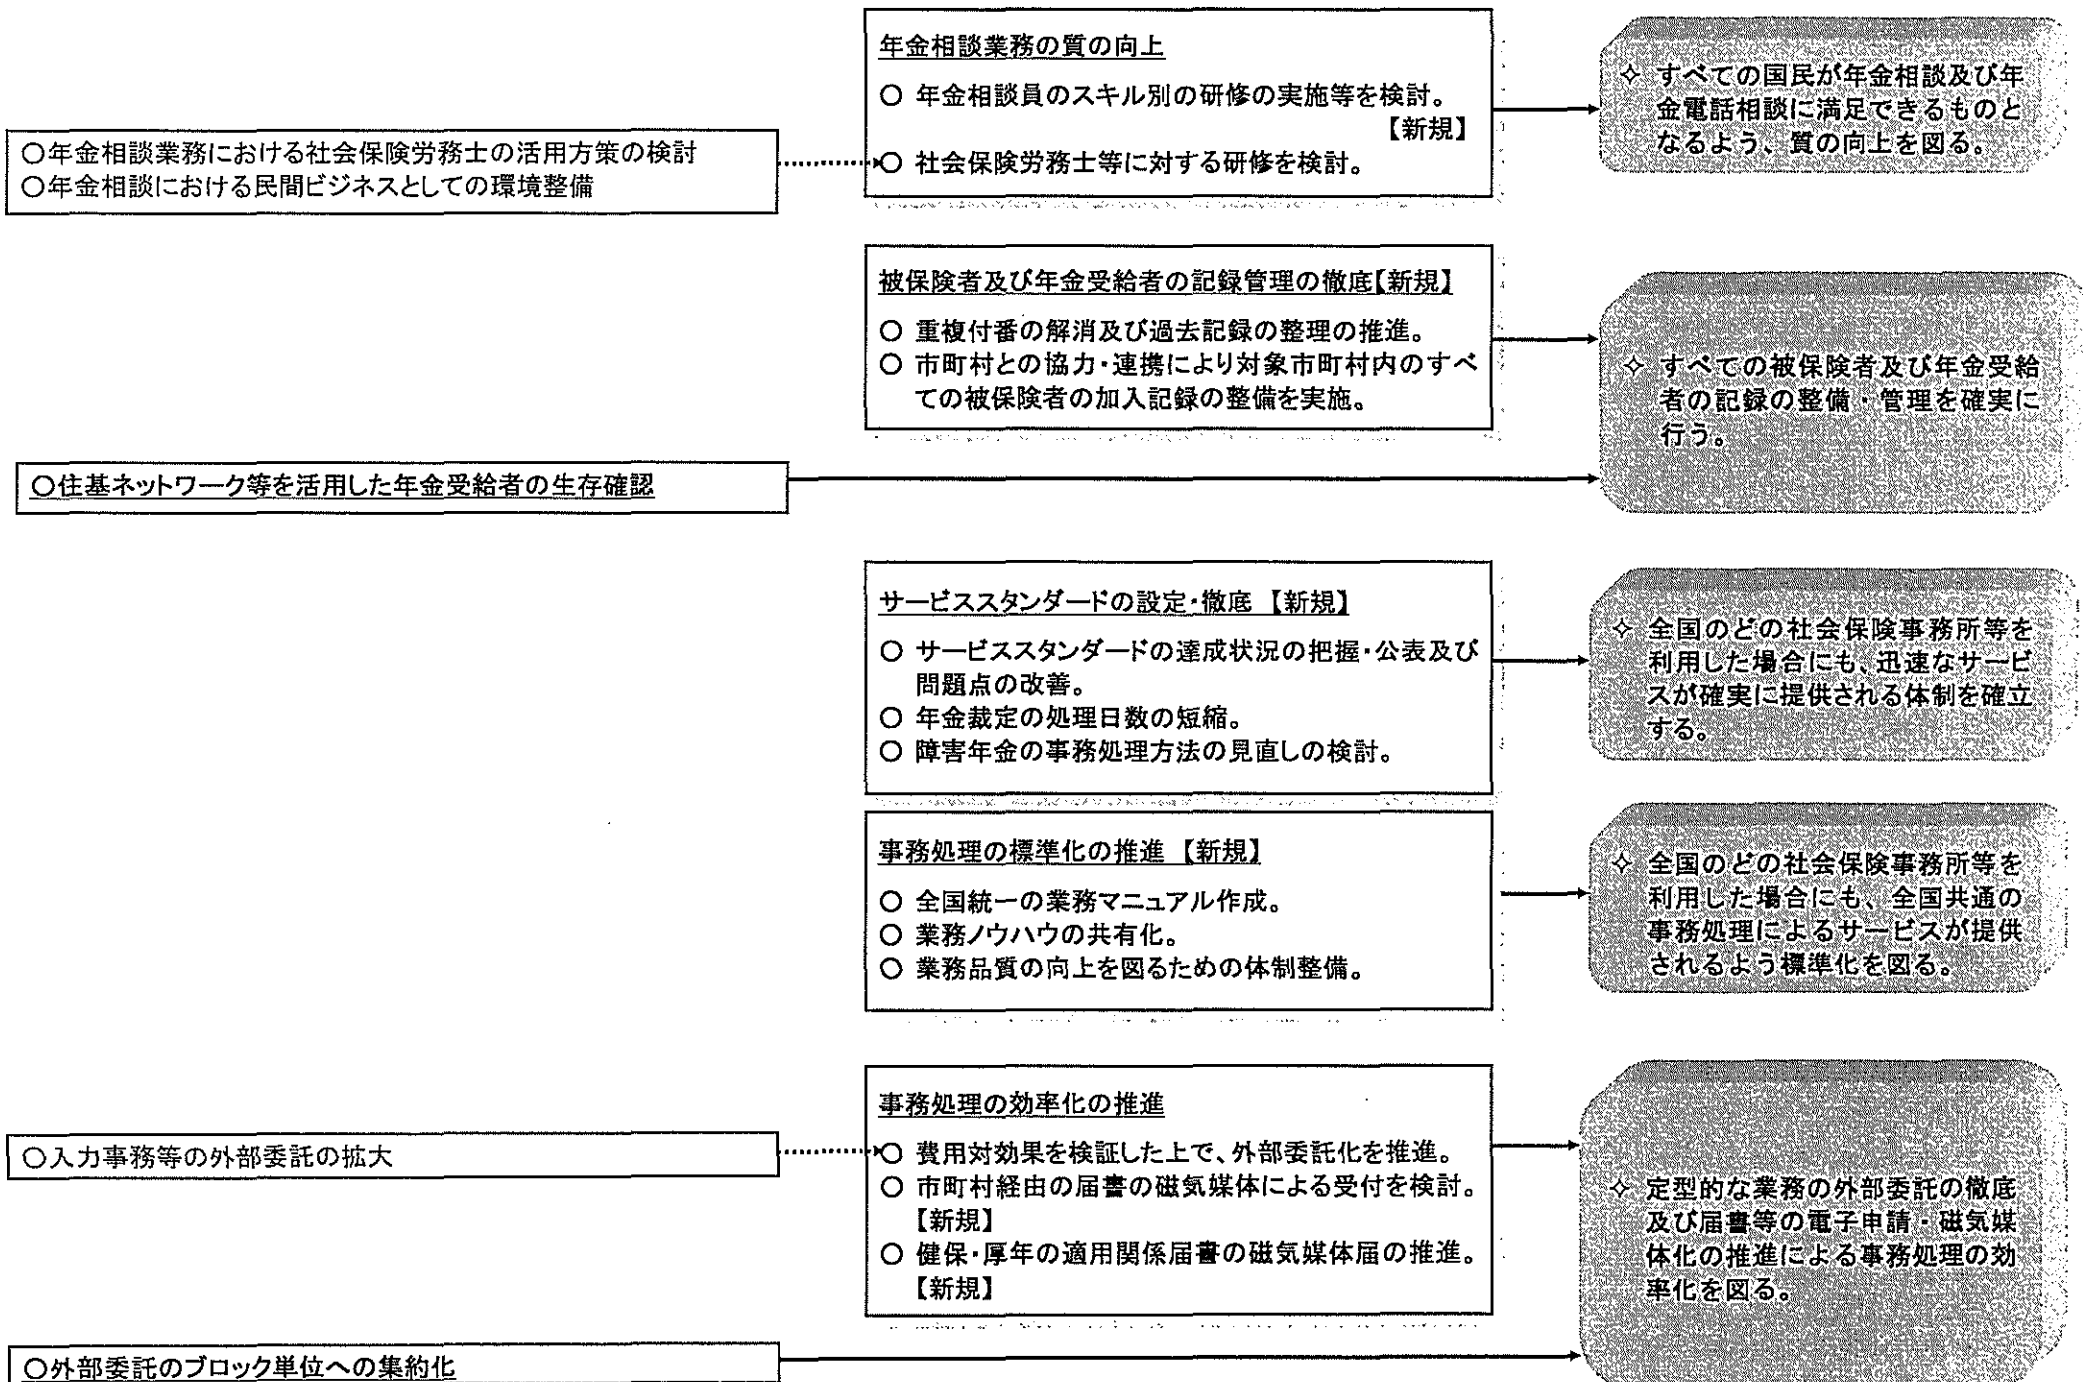 年金相談業務の質の向上
○ 年金相談員のスキル別の研修の実施等を検討。
【新規】
○ 社会保険労務士等に対する研修を検討。
○年金相談業務における社会保険労務士の活用方策の検討
○年金相談における民間ビジネスとしての環境整備
✧ すべての国民が年金相談及び年
金電話相談に満足できるものと
なるよう、質の向上を図る。
被保険者及び年金受給者の記録管理の徹底【新規】
○ 重複付番の解消及び過去記録の整理の推進。
○ 市町村との協力・連携により対象市町村内のすべ
ての被保険者の加入記録の整備を実施。
○住基ネットワーク等を活用した年金受給者の生存確認
✧ すべての被保険者及び年金受給
者の記録の整備・管理を確実に
行う。
サービススタンダードの設定・徹底 【新規】
○ サービススタンダードの達成状況の把握・公表及び
問題点の改善。
○ 年金裁定の処理日数の短縮。
○ 障害年金の事務処理方法の見直しの検討。
✧ 全国のどの社会保険事務所等を
利用した場合にも、迅速なサービ
スが確実に提供される体制を確立
する。
事務処理の標準化の推進 【新規】
○ 全国統一の業務マニュアル作成。
○ 業務ノウハウの共有化。
○ 業務品質の向上を図るための体制整備。
✧ 全国のどの社会保険事務所等を
利用した場合にも、全国共通の
事務処理によるサービスが提供
されるよう標準化を図る。
事務処理の効率化の推進
○ 費用対効果を検証した上で、外部委託化を推進。
○ 市町村経由の届書の磁気媒体による受付を検討。
【新規】
○ 健保・厚年の適用関係届書の磁気媒体届の推進。
【新規】
○入力事務等の外部委託の拡大
○外部委託のブロック単位への集約化
✧ 定型的な業務の外部委託の徹底
及び届書等の電子申請・磁気媒
体化の推進による事務処理の効
率化を図る。